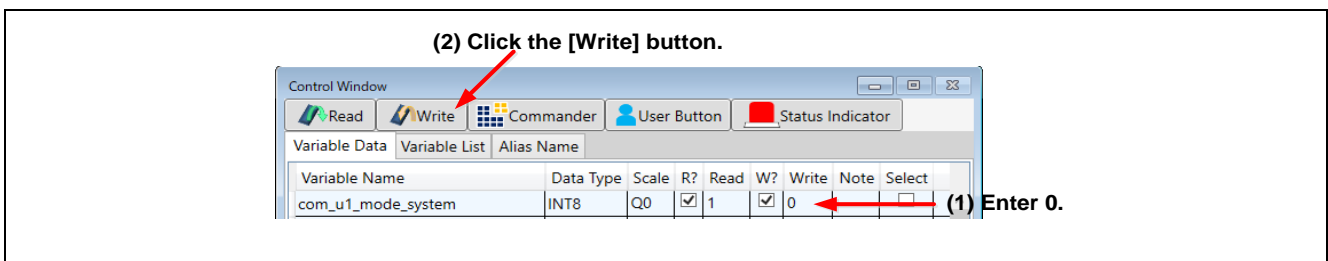 (2) Click the [Write] button.
Control Window
Read Write Commander User Button Status Indicator
Variable Data Variable List Alias Name
Variable Name Data Type Scale R? Read W? Write Note Select
com_u1_mode_system INT8 Q0 1 0
(1) Enter 0.